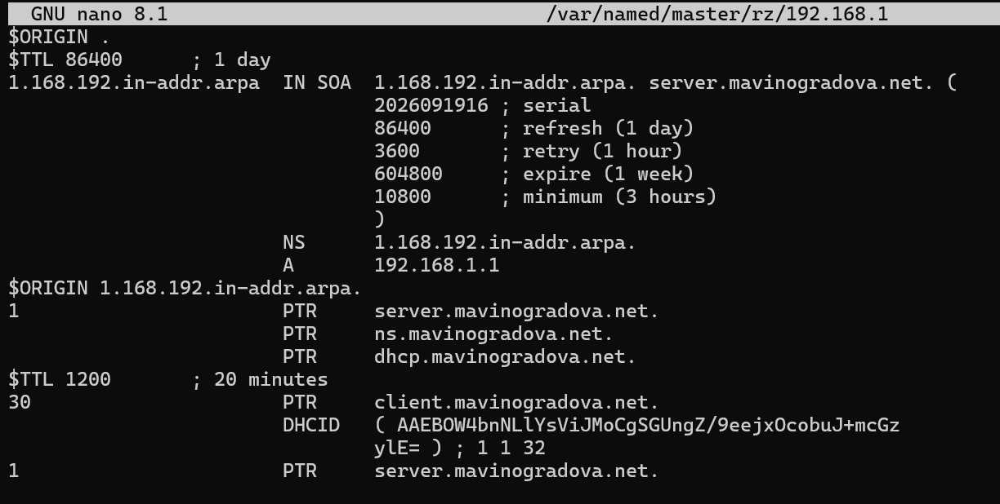 GNU nano 8.1 /var/named/master/rz/192.168.1
$ORIGIN .
$TTL 86400 ; 1 day
1.168.192.in-addr.arpa IN SOA 1.168.192.in-addr.arpa. server.mavinogradova.net. (
2026091916 ; serial
86400 ; refresh (1 day)
3600 ; retry (1 hour)
604800 ; expire (1 week)
10800 ; minimum (3 hours)
)
NS 1.168.192.in-addr.arpa.
A 192.168.1.1
$ORIGIN 1.168.192.in-addr.arpa.
1 PTR server.mavinogradova.net.
PTR ns.mavinogradova.net.
PTR dhcp.mavinogradova.net.
$TTL 1200 ; 20 minutes
30 PTR client.mavinogradova.net.
DHCID ( AAEBOW4bnNLlYsViJMoCgSGUngZ/9eejxOcobuJ+mcGz
ylE= ) ; 1 1 32
1 PTR server.mavinogradova.net.